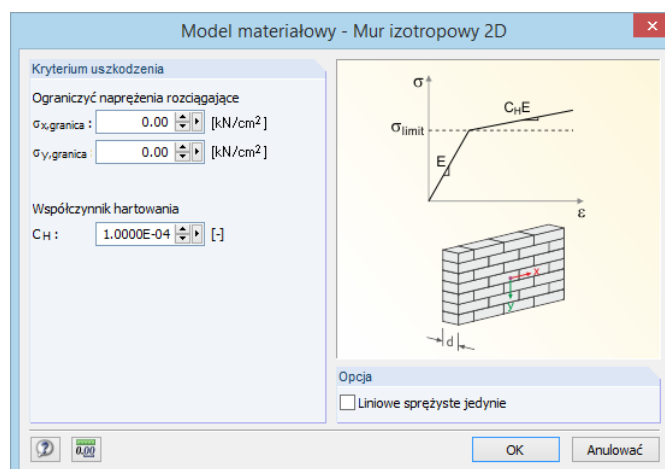 Model materiałowy - Mur izotropowy 2D
Kryterium uszkodzenia
Ograniczyć naprężenia rozciągające
σx,granica : 0.00 [kN/cm²]
σy,granica 0.00 [kN/cm²]
Współczynnik hartowania
CH : 1.0000E-04 [-]
σ
CHE
σlimit
E
ε
x
y
d
Opcja
Liniowe sprężyste jedynie
0.00
OK
Anulować